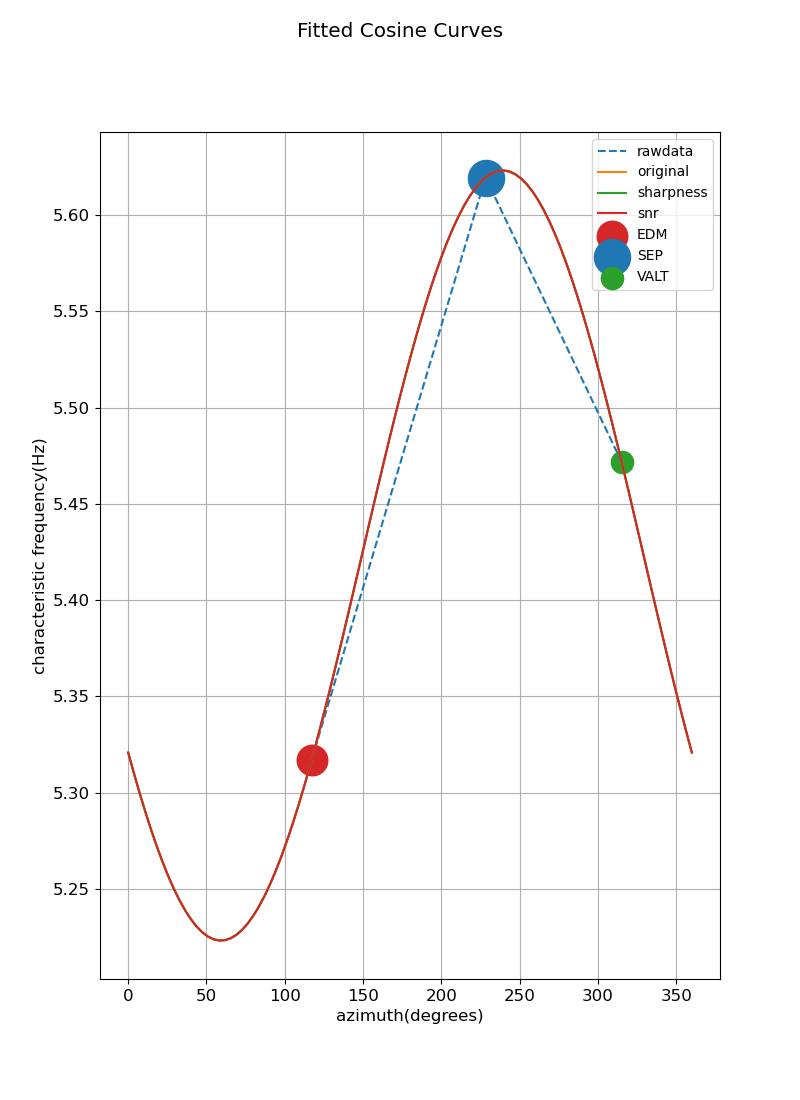 Fitted Cosine Curves
rawdata
original
sharpness
snr
EDM
SEP
VALT
characteristic frequency(Hz)
5.60
5.55
5.50
5.45
5.40
5.35
5.30
5.25
0 50 100 150 200 250 300 350
azimuth(degrees)